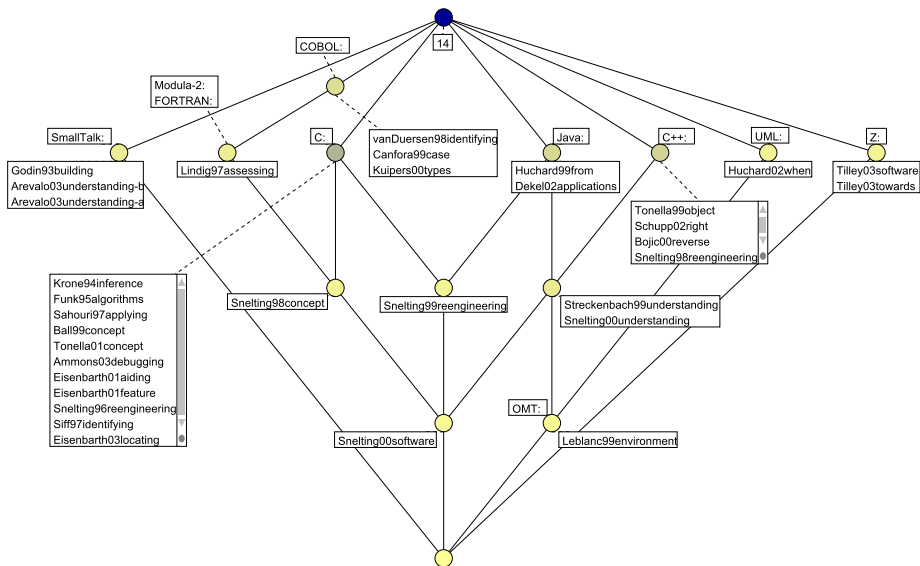 14
COBOL:
Modula-2:
FORTRAN:
SmallTalk:
C:
vanDuersen98identifying
Canfora99case
Kuipers00types
Java:
C++:
UML:
Z:
Godin93building
Arevalo03understanding-b
Arevalo03understanding-a
Lindig97assessing
Huchard99from
Dekel02applications
Huchard02when
Tilley03software
Tilley03towards
Tonella99object
Schupp02right
Bojic00reverse
Snelting98reengineering
Krone94inference
Funk95algorithms
Sahouri97applying
Ball99concept
Tonella01concept
Ammons03debugging
Eisenbarth01aiding
Eisenbarth01feature
Snelting96reengineering
Siff97identifying
Eisenbarth03locating
Snelting98concept
Snelting99reengineering
Streckenbach99understanding
Snelting00understanding
OMT:
Snelting00software
Leblanc99environment